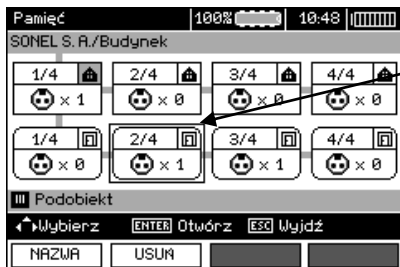 Pamięć 100% 10:48
SONEL S. A./Budynek
1/4 2/4 3/4 4/4
× 1 × 0 × 0 × 0
1/4 2/4 3/4 4/4
× 0 × 1 × 1 × 0
Podobiekt
Wybierz ENTER Otwórz ESC Wyjdź
NAZWA USUŃ